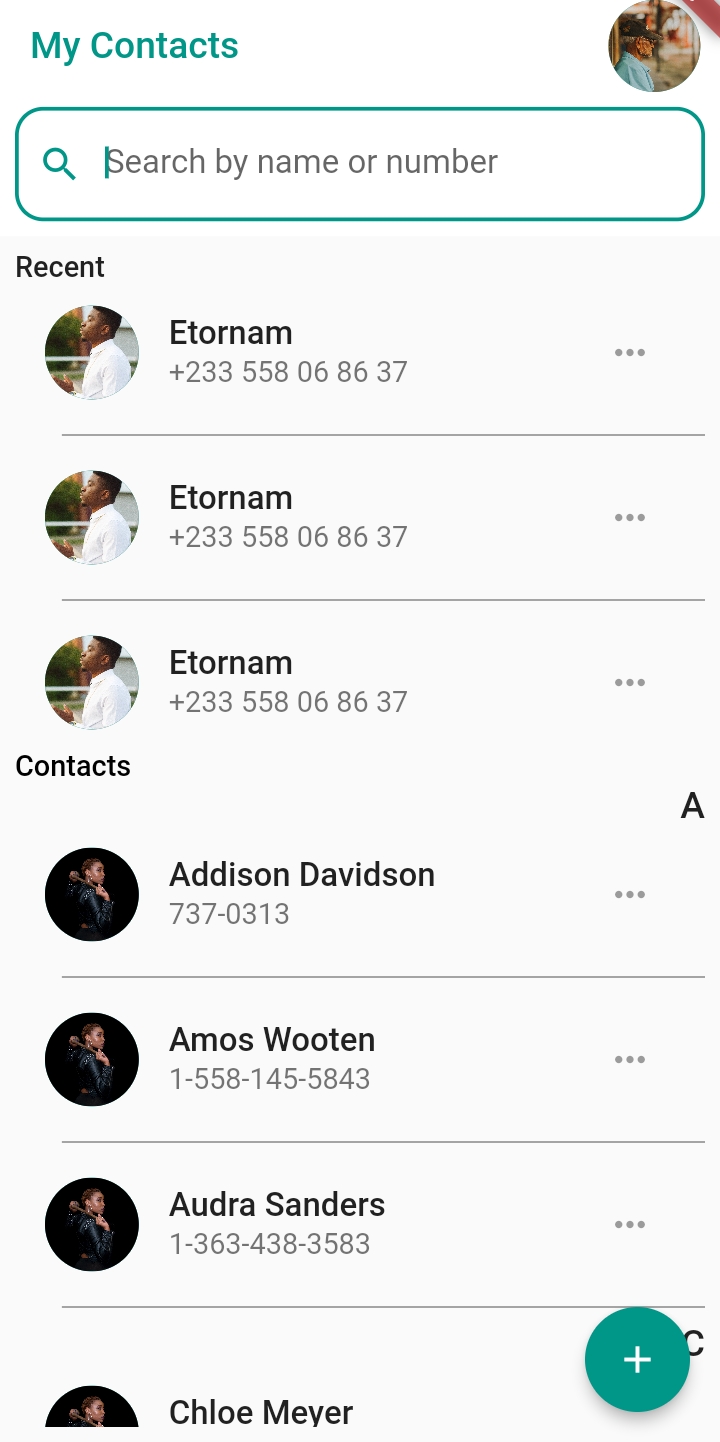 My Contacts
Search by name or number
Recent
Etornam
+233 558 06 86 37
Etornam
+233 558 06 86 37
Etornam
+233 558 06 86 37
Contacts
A
Addison Davidson
737-0313
Amos Wooten
1-558-145-5843
Audra Sanders
1-363-438-3583
C
Chloe Meyer